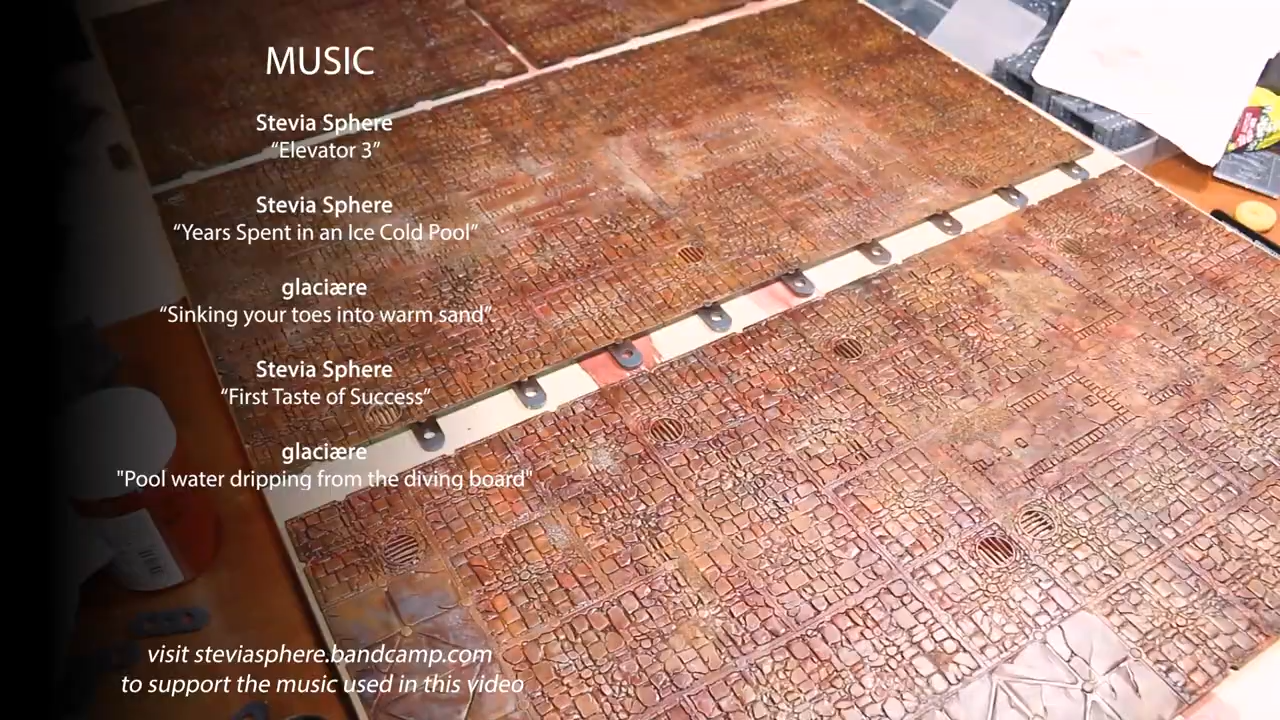 MUSIC
Stevia Sphere
“Elevator 3”
Stevia Sphere
“Years Spent in an Ice Cold Pool”
glaciære
“Sinking your toes into warm sand”
Stevia Sphere
“First Taste of Success”
glaciære
"Pool water dripping from the diving board"
visit steviasphere.bandcamp.com
to support the music used in this video